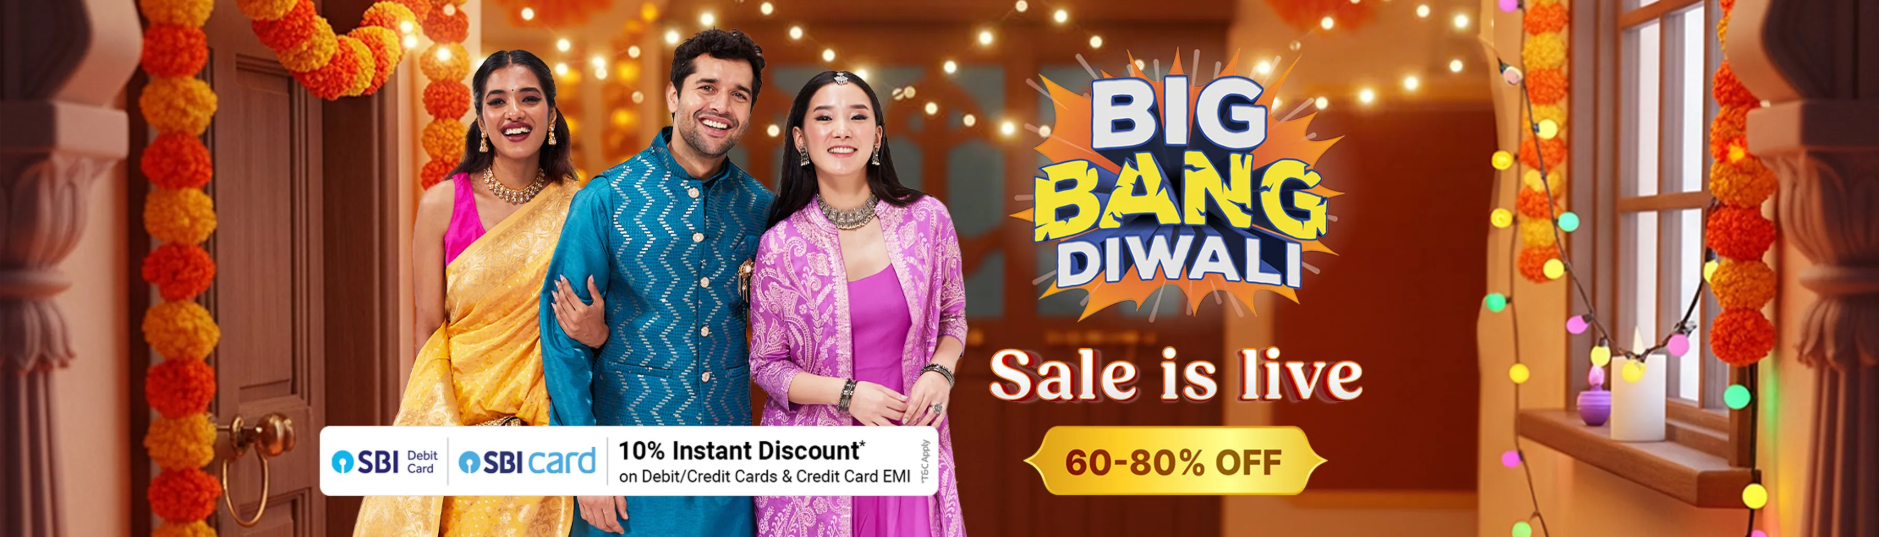 BIG
BANG
DIWALI
Sale is live
60-80% OFF
SBI Debit Card
SBI card
10% Instant Discount*
on Debit/Credit Cards & Credit Card EMI
*T&C Apply